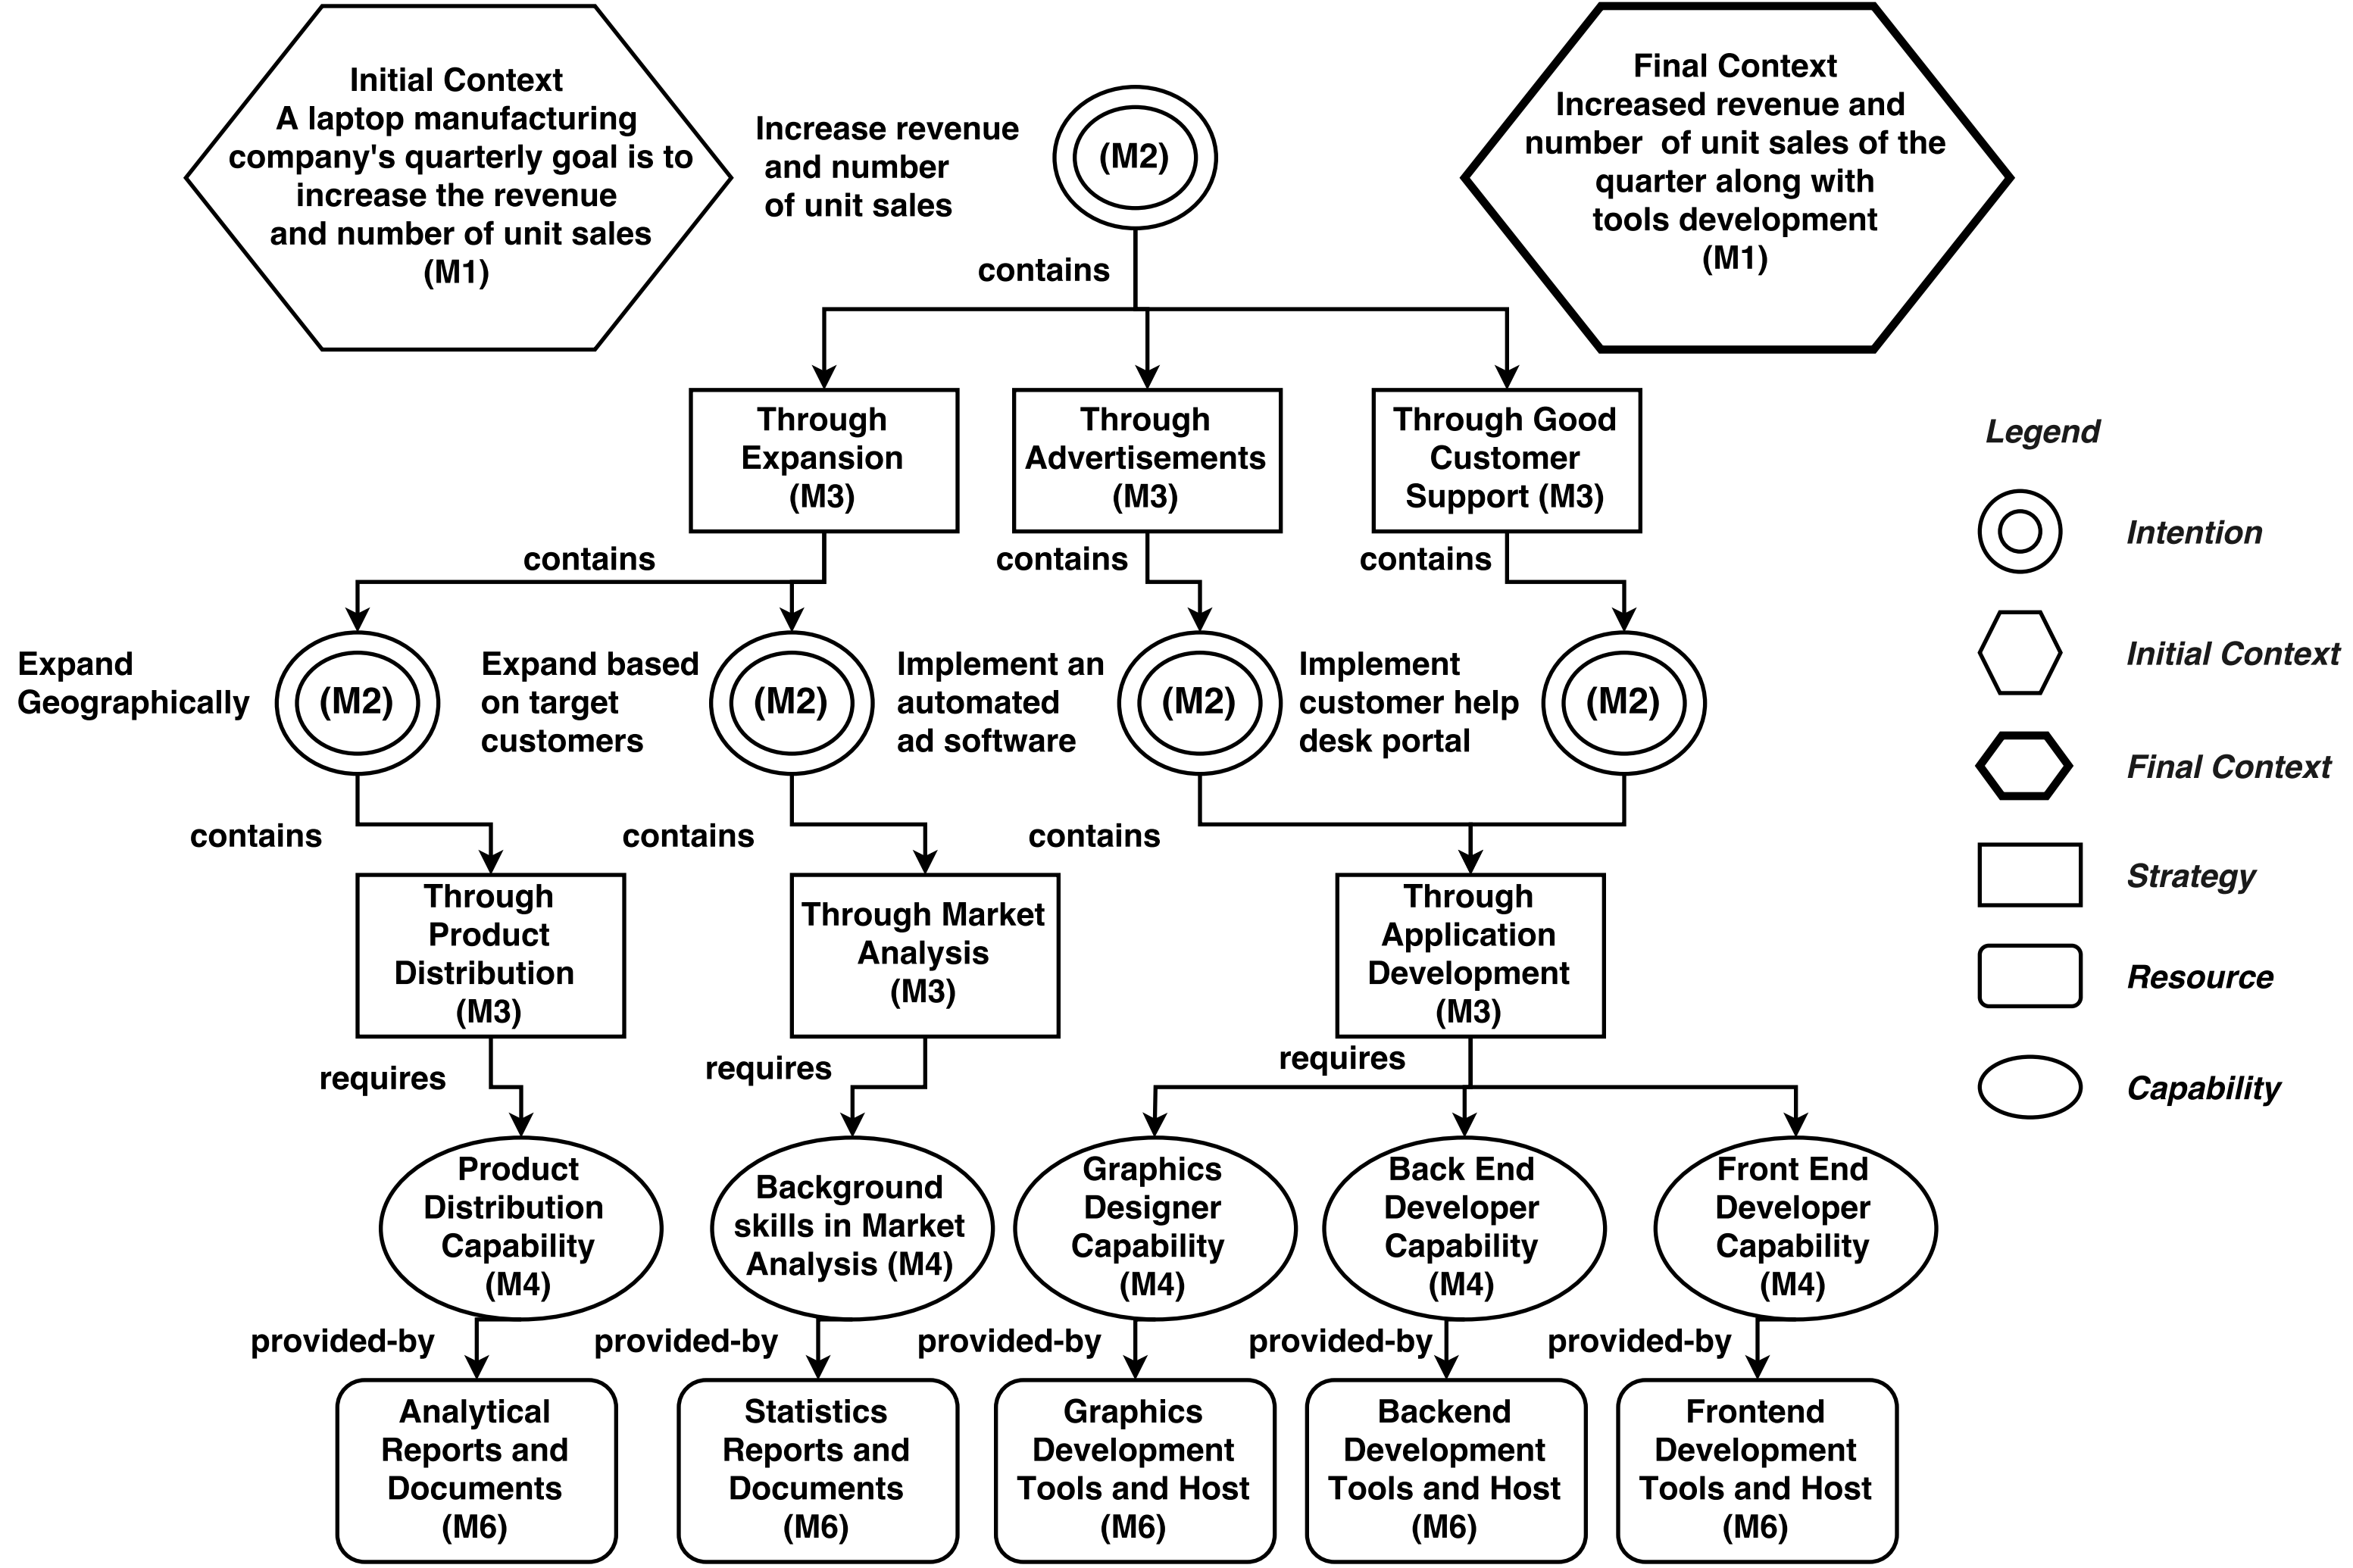 Initial Context
A laptop manufacturing
company's quarterly goal is to
increase the revenue
and number of unit sales
(M1)
Increase revenue
and number
of unit sales
(M2)
Final Context
Increased revenue and
number of unit sales of the
quarter along with
tools development
(M1)
contains
Through
Expansion
(M3)
Through
Advertisements
(M3)
Through Good
Customer
Support (M3)
contains
contains
contains
Expand
Geographically
(M2)
Expand based
on target
customers
(M2)
Implement an
automated
ad software
(M2)
Implement
customer help
desk portal
(M2)
contains
contains
contains
Through
Product
Distribution
(M3)
Through Market
Analysis
(M3)
Through
Application
Development
(M3)
requires
requires
requires
Product
Distribution
Capability
(M4)
Background
skills in Market
Analysis (M4)
Graphics
Designer
Capability
(M4)
Back End
Developer
Capability
(M4)
Front End
Developer
Capability
(M4)
provided-by
provided-by
provided-by
provided-by
provided-by
Analytical
Reports and
Documents
(M6)
Statistics
Reports and
Documents
(M6)
Graphics
Development
Tools and Host
(M6)
Backend
Development
Tools and Host
(M6)
Frontend
Development
Tools and Host
(M6)
Legend
Intention
Initial Context
Final Context
Strategy
Resource
Capability